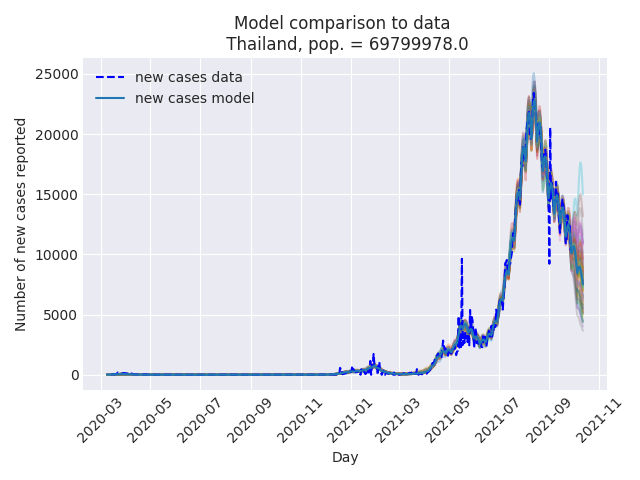 Model comparison to data
Thailand, pop. = 69799978.0
new cases data
new cases model
Number of new cases reported
25000
20000
15000
10000
5000
0
2020-03
2020-05
2020-07
2020-09
2020-11
2021-01
2021-03
2021-05
2021-07
2021-09
2021-11
Day